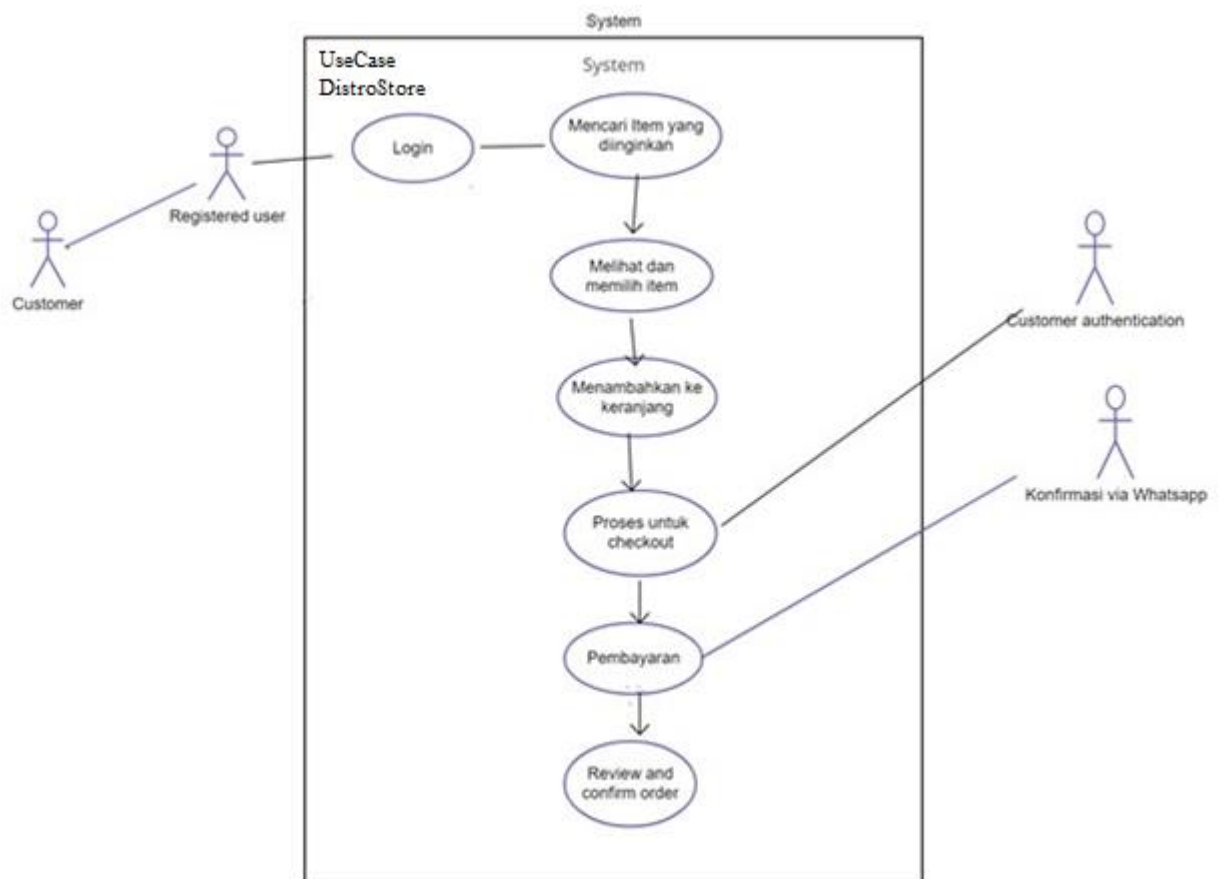 System
UseCase
DistroStore
System
Login
Mencari Item yang
diinginkan
Registered user
Customer
Melihat dan
memilih item
Customer authentication
Menambahkan ke
keranjang
Konfirmasi via Whatsapp
Proses untuk
checkout
Pembayaran
Review and
confirm order